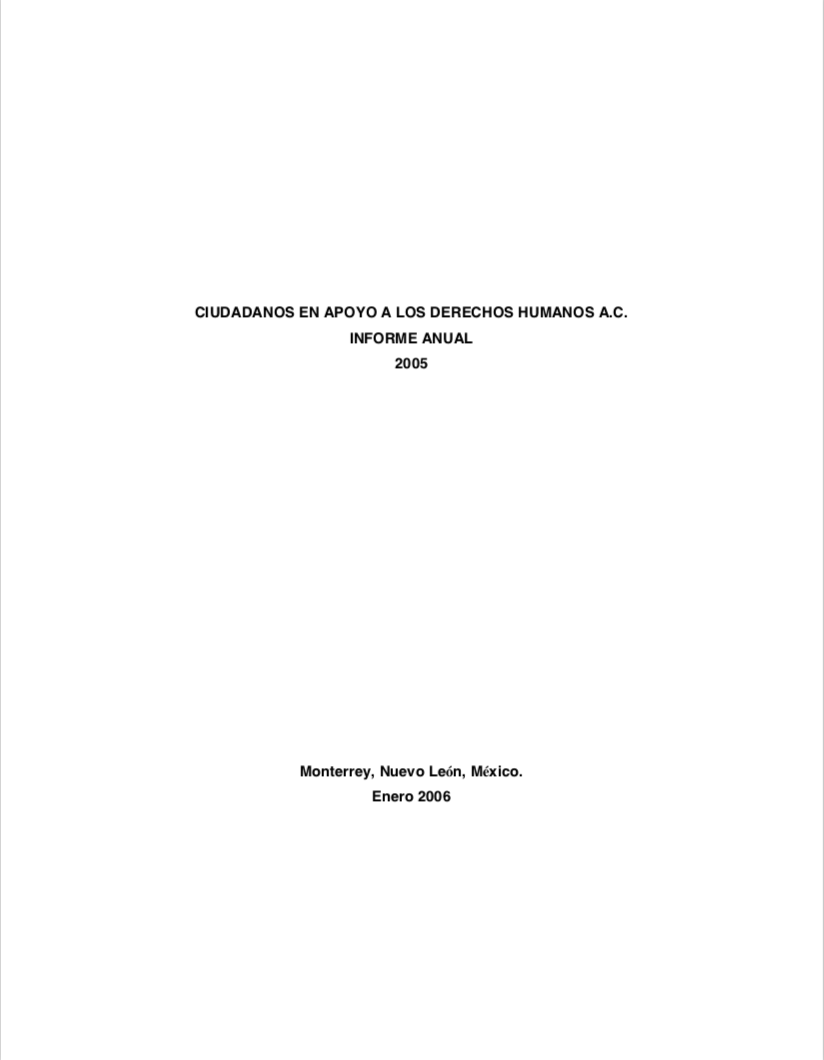 CIUDADANOS EN APOYO A LOS DERECHOS HUMANOS A.C.
INFORME ANUAL
2005
Monterrey, Nuevo León, México.
Enero 2006